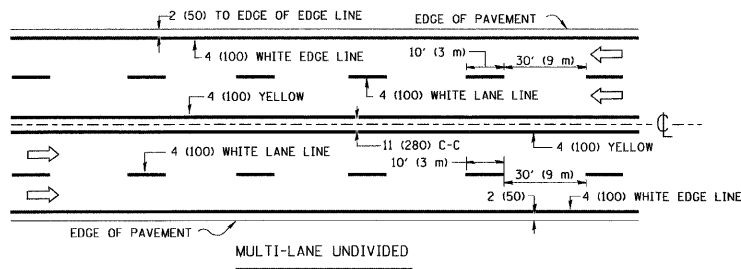 2 (50) TO EDGE OF EDGE LINE
EDGE OF PAVEMENT
4 (100) WHITE EDGE LINE
10' (3 m)
30' (9 m)
4 (100) YELLOW
4 (100) WHITE LANE LINE
CL
4 (100) WHITE LANE LINE
11 (280) C-C
4 (100) YELLOW
10' (3 m)
30' (9 m)
2 (50)
4 (100) WHITE EDGE LINE
EDGE OF PAVEMENT
MULTI-LANE UNDIVIDED